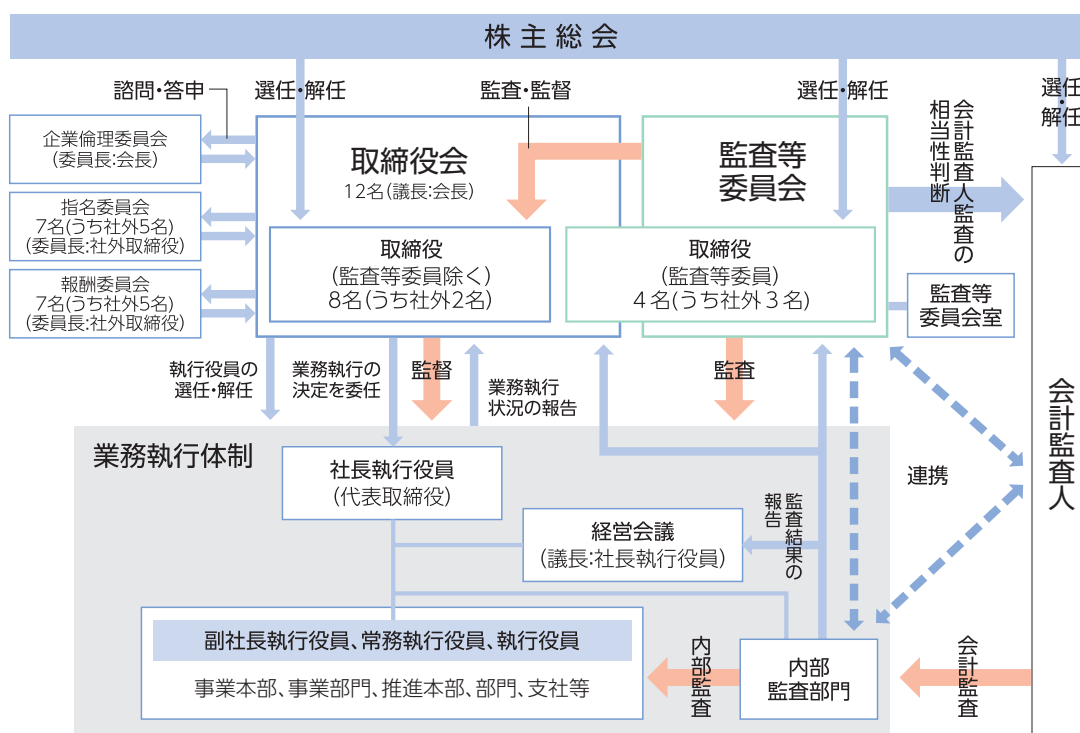 株主総会
諮問・答申
選任・解任
監査・監督
選任・解任
選任・解任
企業倫理委員会
(委員長:会長)
指名委員会
7名(うち社外5名)
(委員長:社外取締役)
報酬委員会
7名(うち社外5名)
(委員長:社外取締役)
取締役会
12名(議長:会長)
取締役
(監査等委員除く)
8名(うち社外2名)
監査等
委員会
取締役
(監査等委員)
4名(うち社外3名)
会計監査人監査の
相当性判断
監査等
委員会室
執行役員の
選任・解任
業務執行の
決定を委任
監督
業務執行
状況の報告
監査
会計監査人
業務執行体制
社長執行役員
(代表取締役)
経営会議
(議長:社長執行役員)
監査結果の
報告
連携
副社長執行役員、常務執行役員、執行役員
事業本部、事業部門、推進本部、部門、支社等
内部監査
内部
監査部門
会計監査